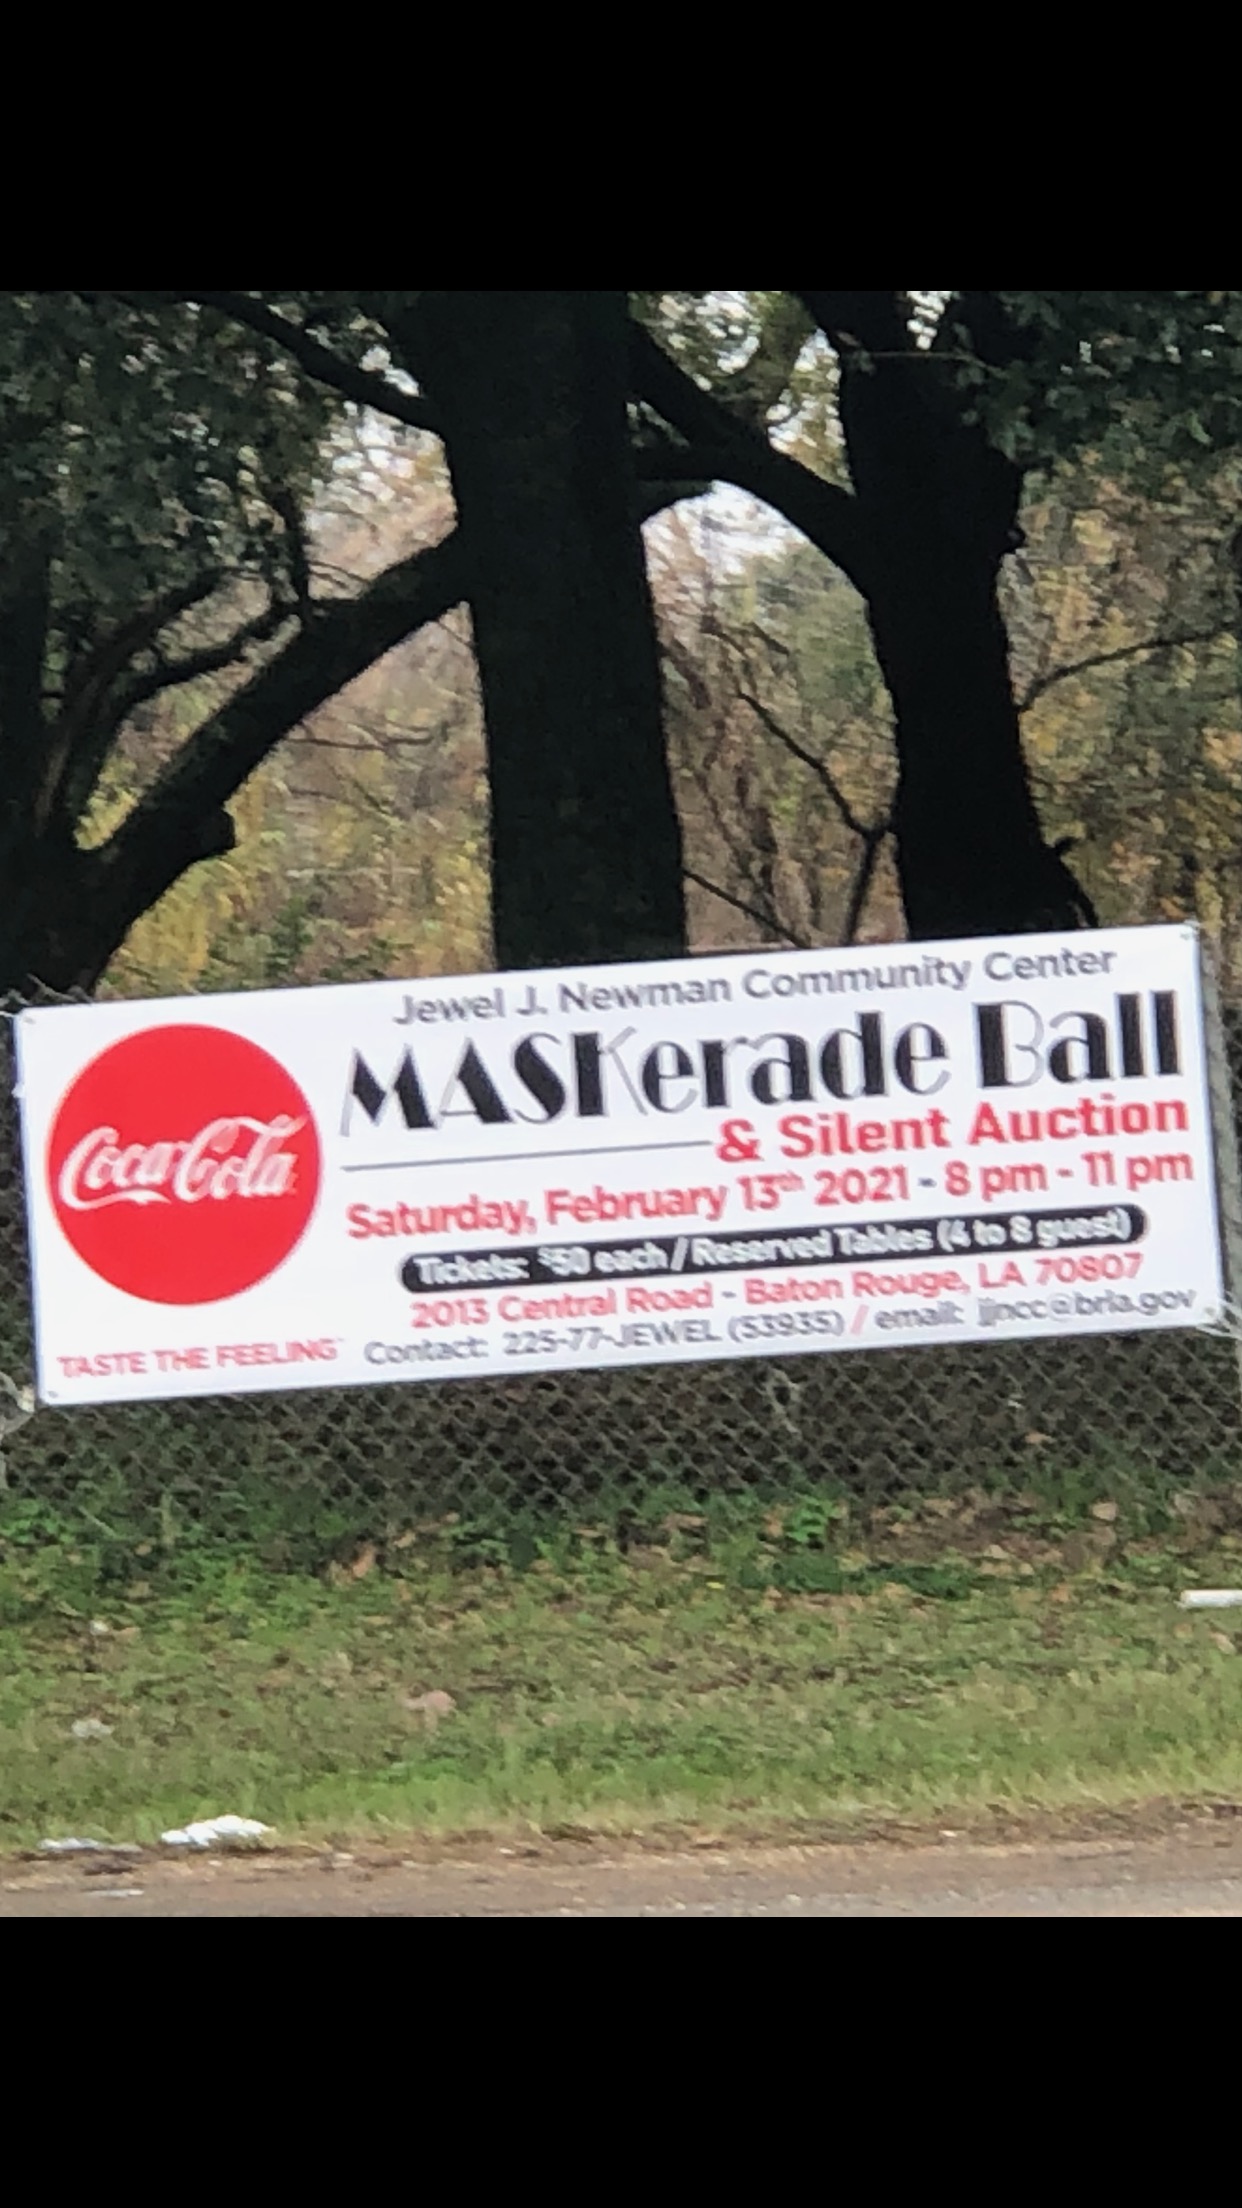 Jewel J. Newman Community Center
MASKerade Ball
& Silent Auction
Coca-Cola
Saturday, February 13th 2021 - 8 pm - 11 pm
Tickets: $50 each / Reserved Tables (4 to 8 guest)
2013 Central Road - Baton Rouge, LA 70807
TASTE THE FEELING™
Contact: 225-77-JEWEL (53935) / email: jjncc@brla.gov